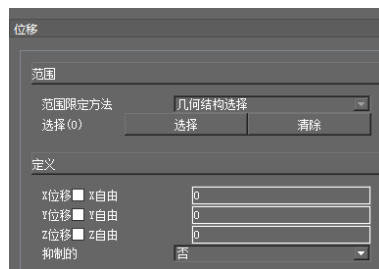 位移
范围
范围限定方法 几何结构选择
选择(0) 选择 清除
定义
X位移 X自由 0
Y位移 Y自由 0
Z位移 Z自由 0
抑制的 否